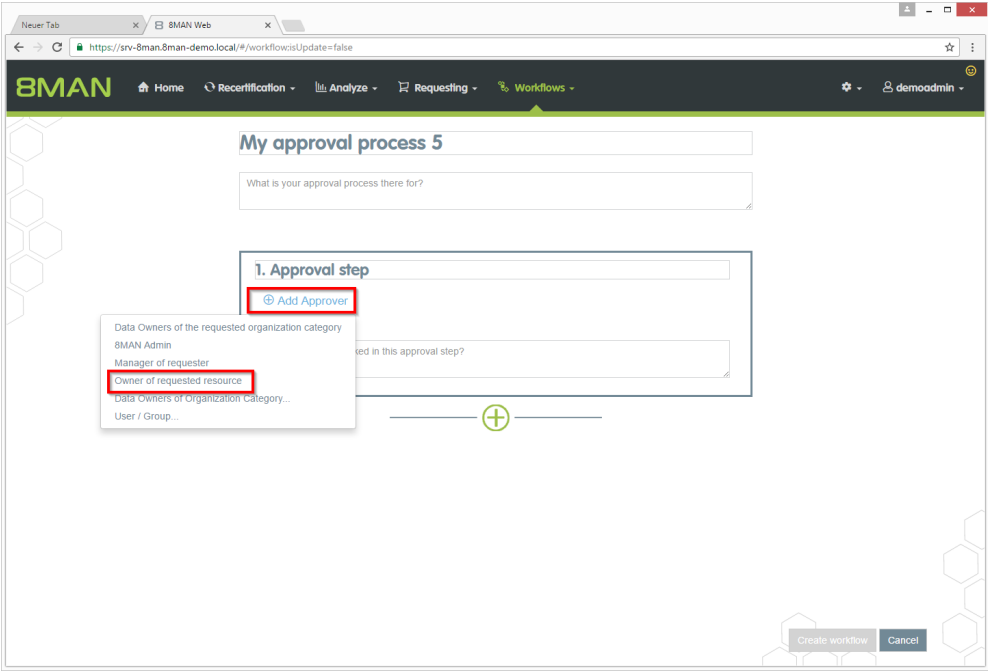 Neuer Tab
8MAN Web
https://srv-8man.8man-demo.local/#/workflow:isUpdate=false
8MAN
Home
Recertification
Analyze
Requesting
Workflows
demoadmin
My approval process 5
What is your approval process there for?
1. Approval step
Add Approver
Data Owners of the requested organization category
8MAN Admin
Manager of requester
ked in this approval step?
Owner of requested resource
Data Owners of Organization Category...
User / Group...
Create workflow
Cancel